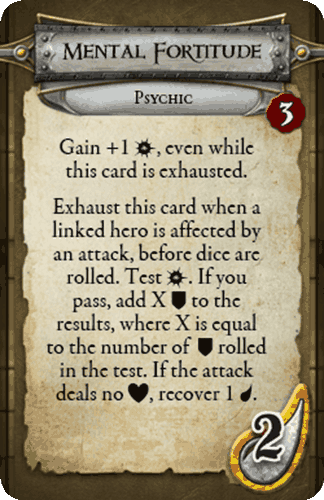 Mental Fortitude
Psychic
3
Gain +1 , even while
this card is exhausted.
Exhaust this card when a
linked hero is affected by
an attack, before dice are
rolled. Test . If you
pass, add X to the
results, where X is equal
to the number of rolled
in the test. If the attack
deals no , recover 1 .
2